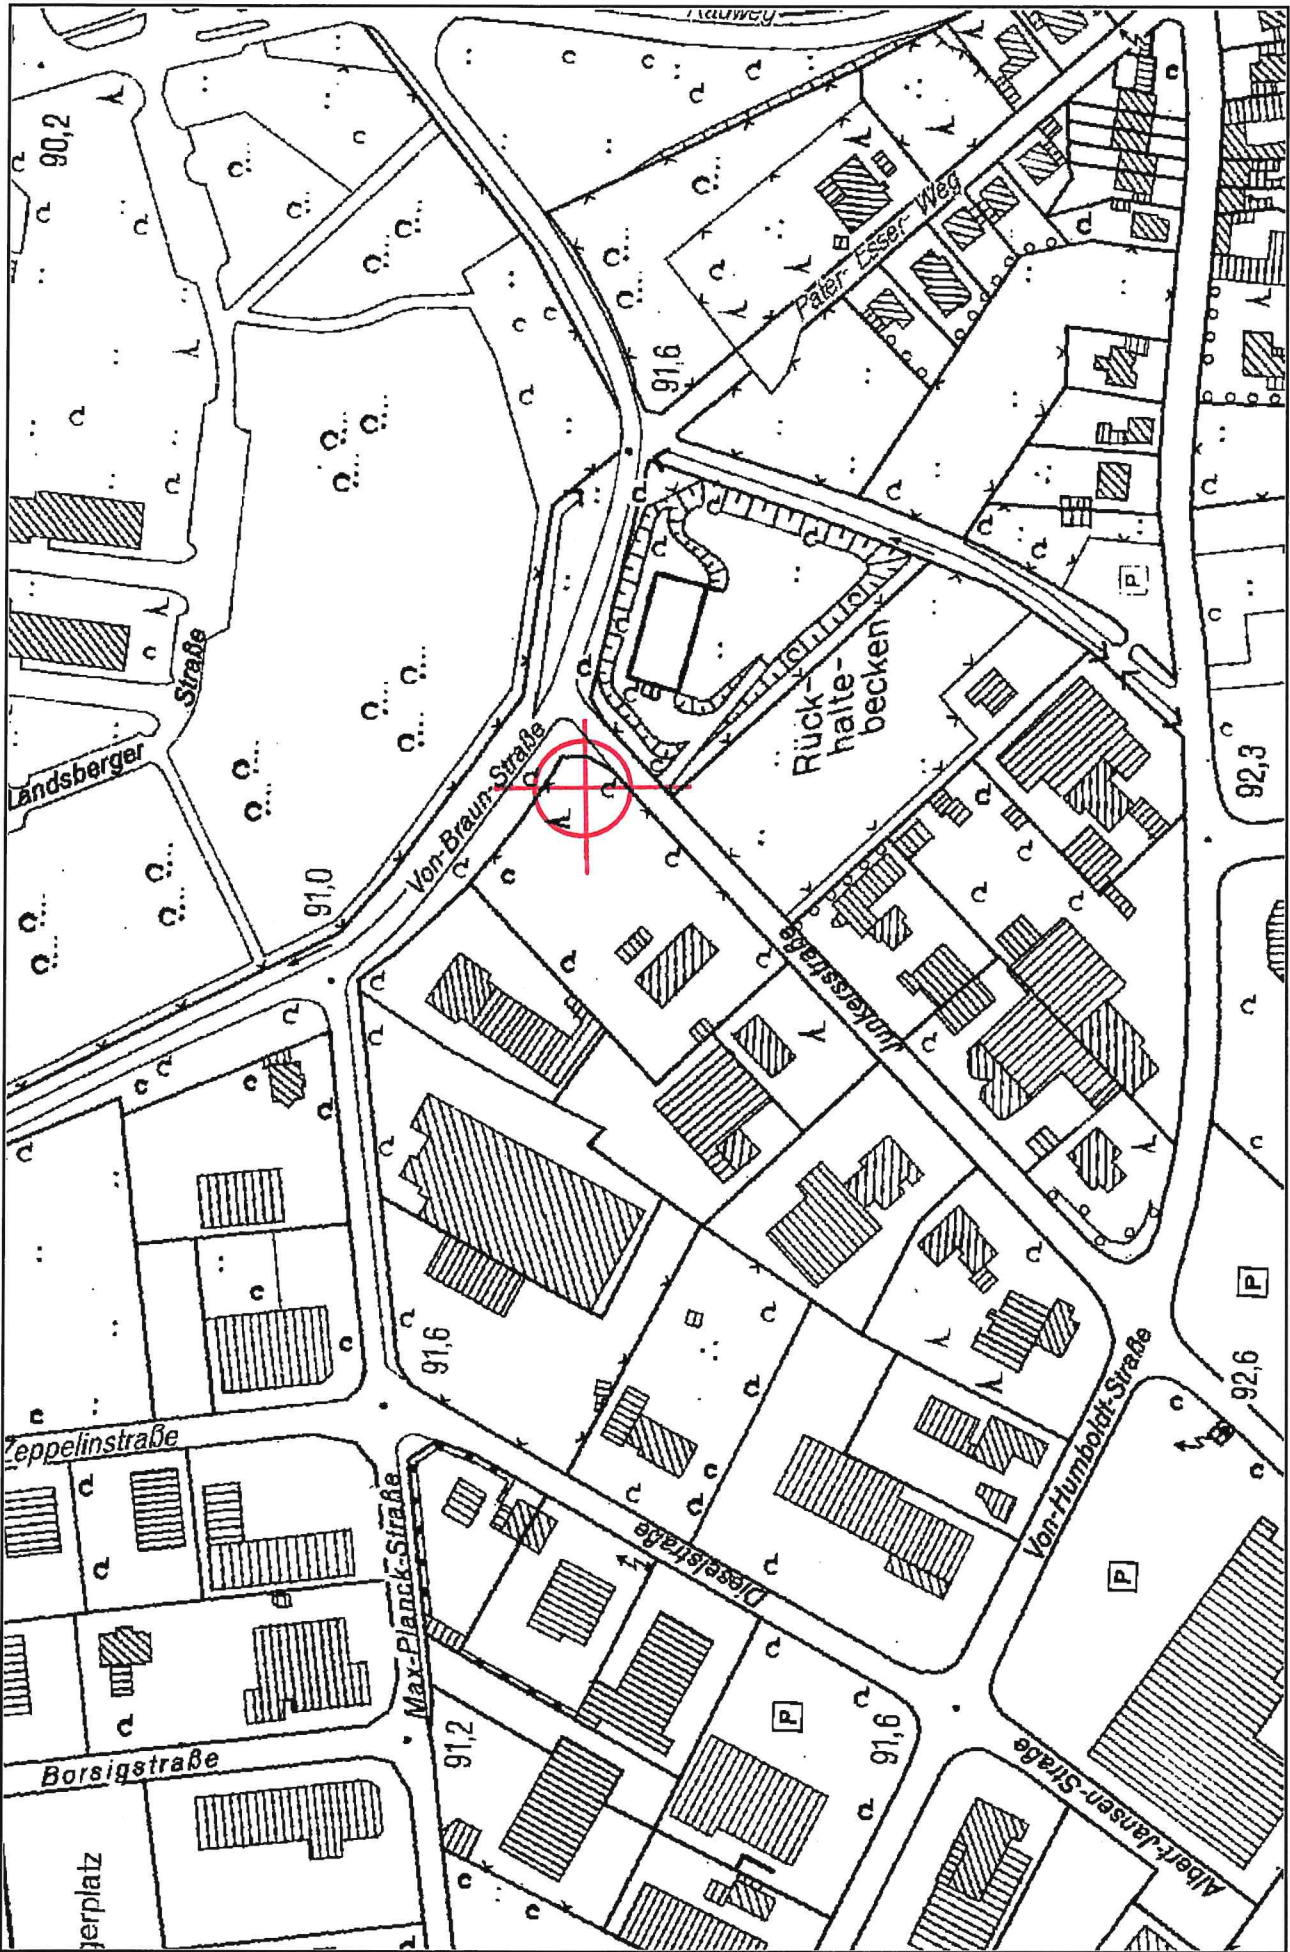 Radweg
90,2
Pater-Esser-Weg
91,6
Straße
Landsberger
Von-Braun-Straße
91,0
Rück-
halte-
becken
P
92,3
Junkersstraße
91,6
P
92,6
Von-Humboldt-Straße
Zeppelinstraße
Max-Planck-Straße
Dieselstraße
P
Borsigstraße
91,2
P
91,6
Albert-Jansen-Straße
gerplatz